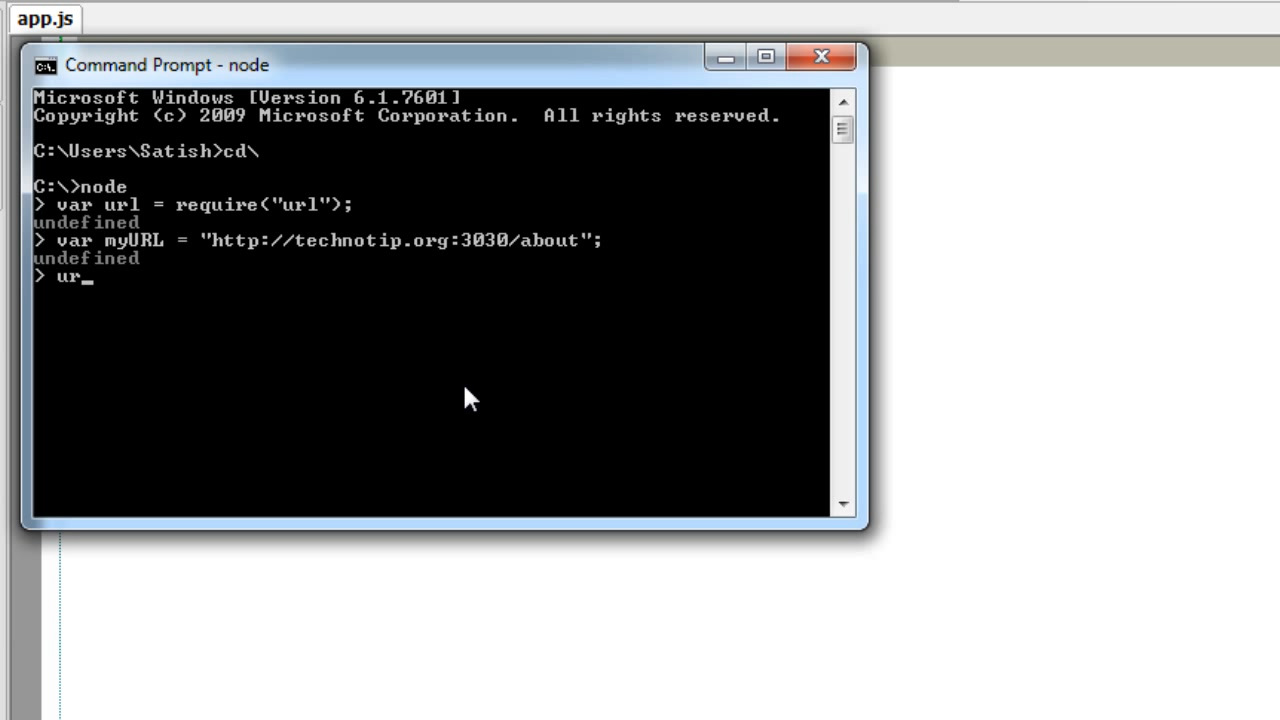 app.js
Command Prompt - node
Microsoft Windows [Version 6.1.7601]
Copyright (c) 2009 Microsoft Corporation.  All rights reserved.
C:\Users\Satish>cd\
C:\>node
> var url = require("url");
undefined
> var myURL = "http://technotip.org:3030/about";
undefined
> ur_